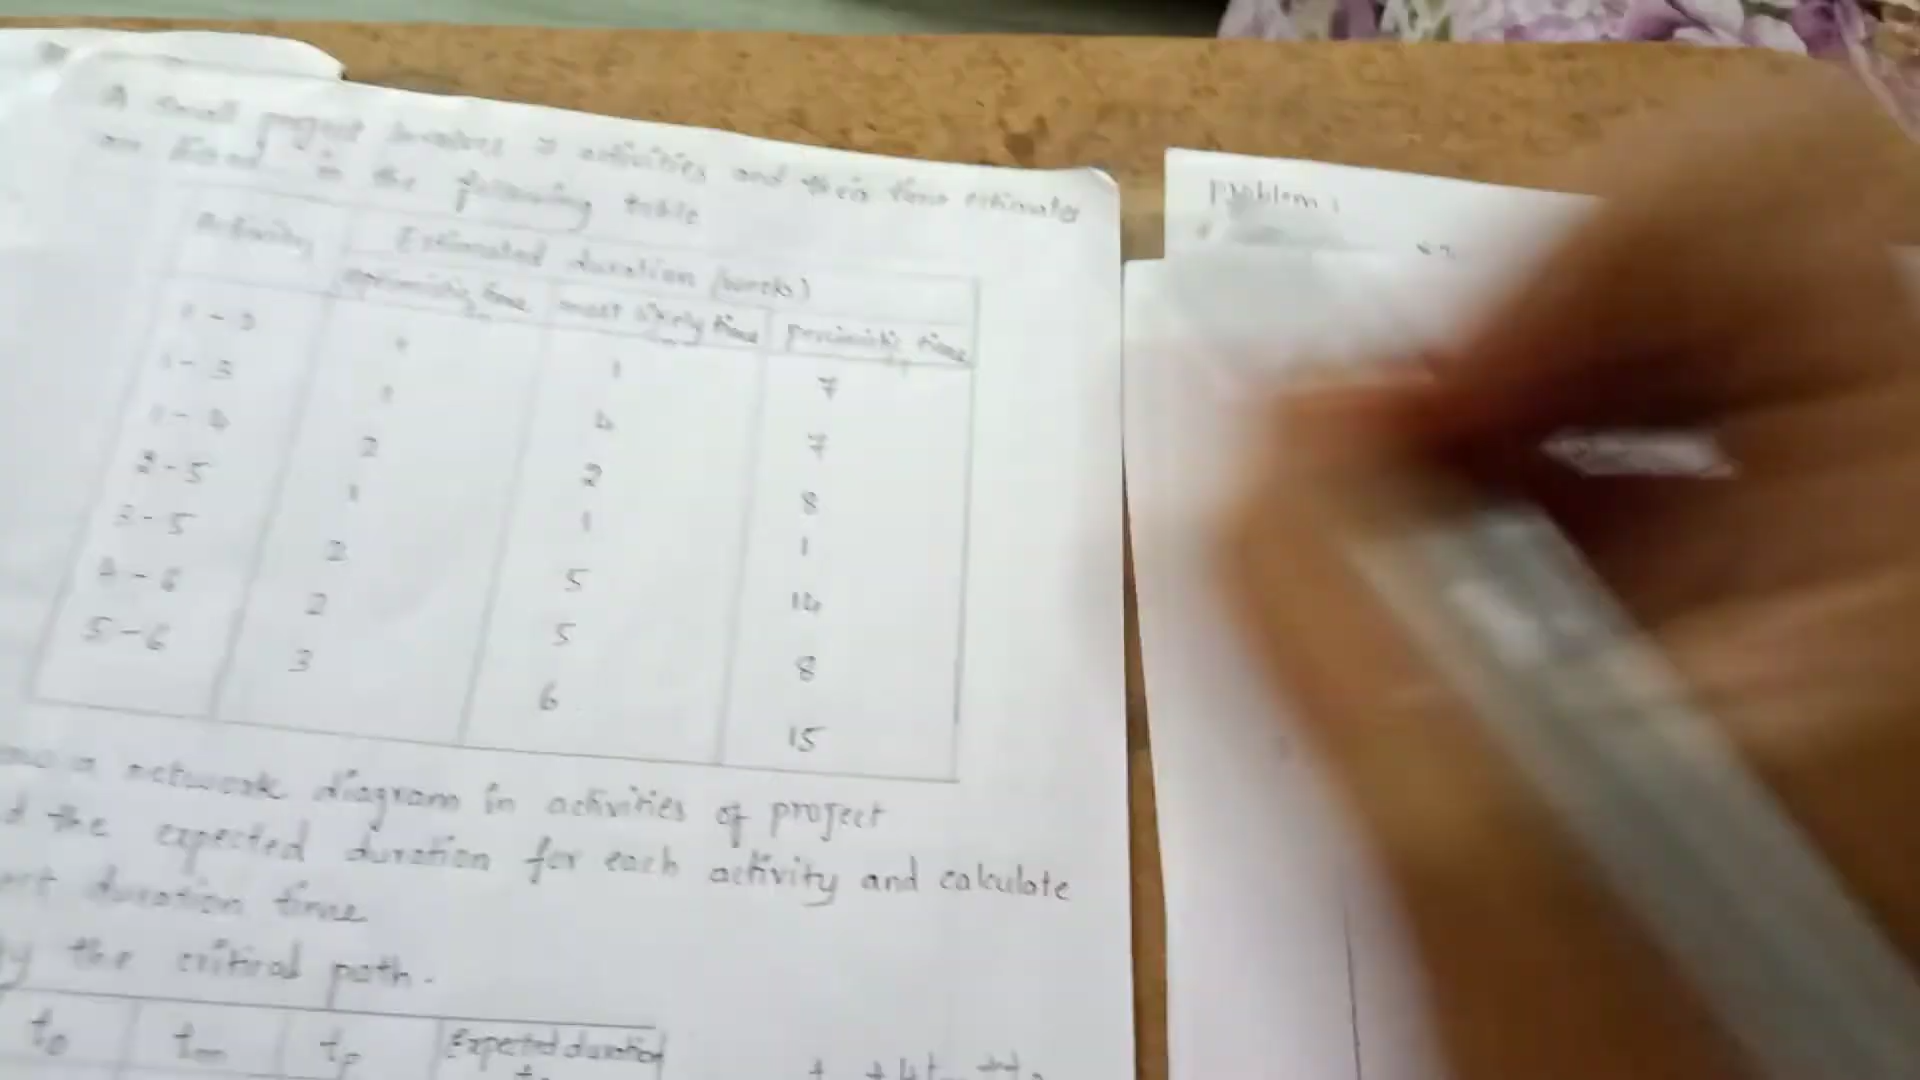 A small project involves 7 activities and their time estimates
are listed in the following table
Activity
Estimated duration (weeks)
optimistic time most likely time pessimistic time
1-2 1 1 7
1-3 1 4 7
1-4 2 2 8
2-5 1 1 1
3-5 2 5 14
4-6 2 5 8
5-6 3 6 15
a network diagram in activities of project
the expected duration for each activity and calculate
duration time
the critical path.
to tm tp Expected duration
problem: